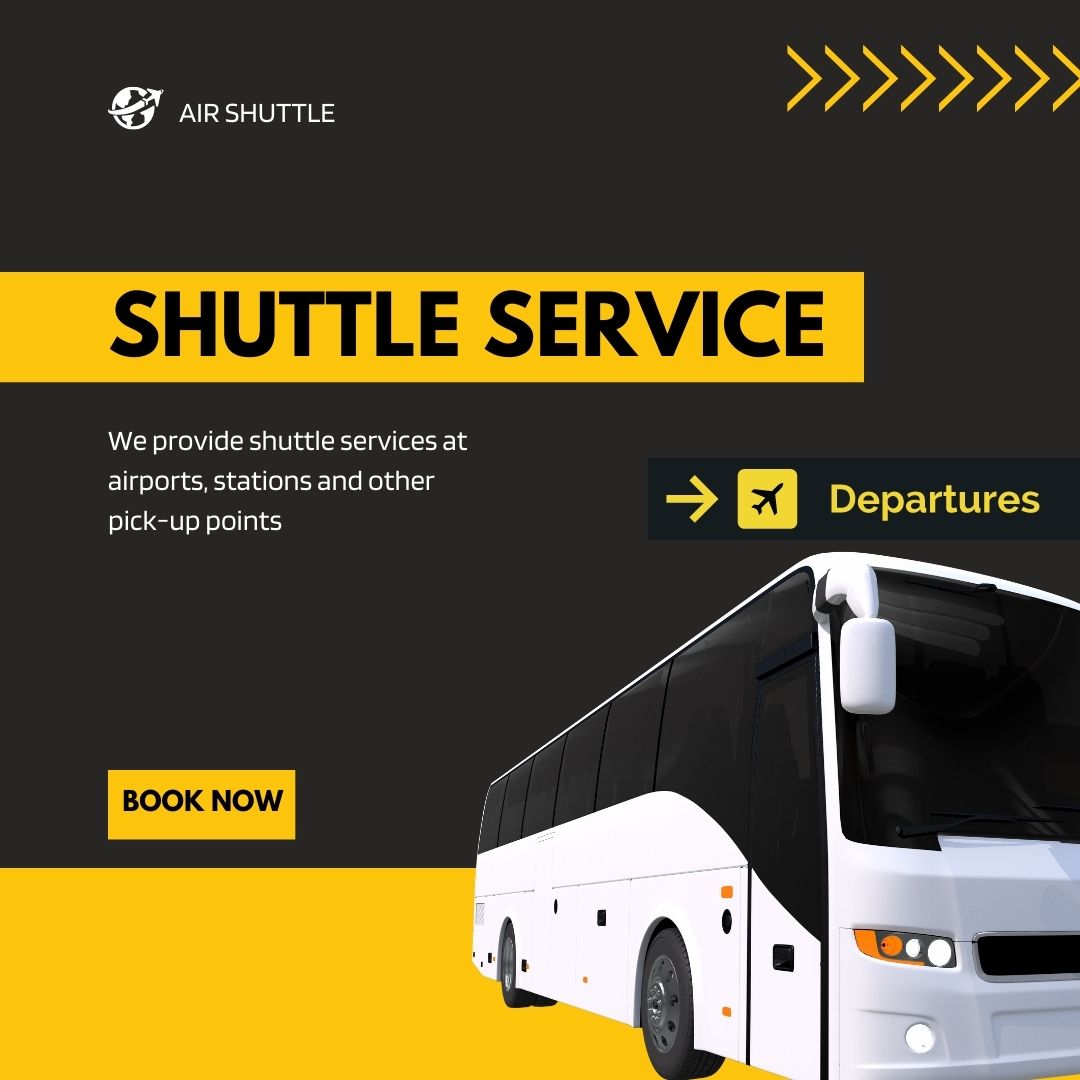 AIR SHUTTLE
SHUTTLE SERVICE
We provide shuttle services at
airports, stations and other
pick-up points
Departures
BOOK NOW